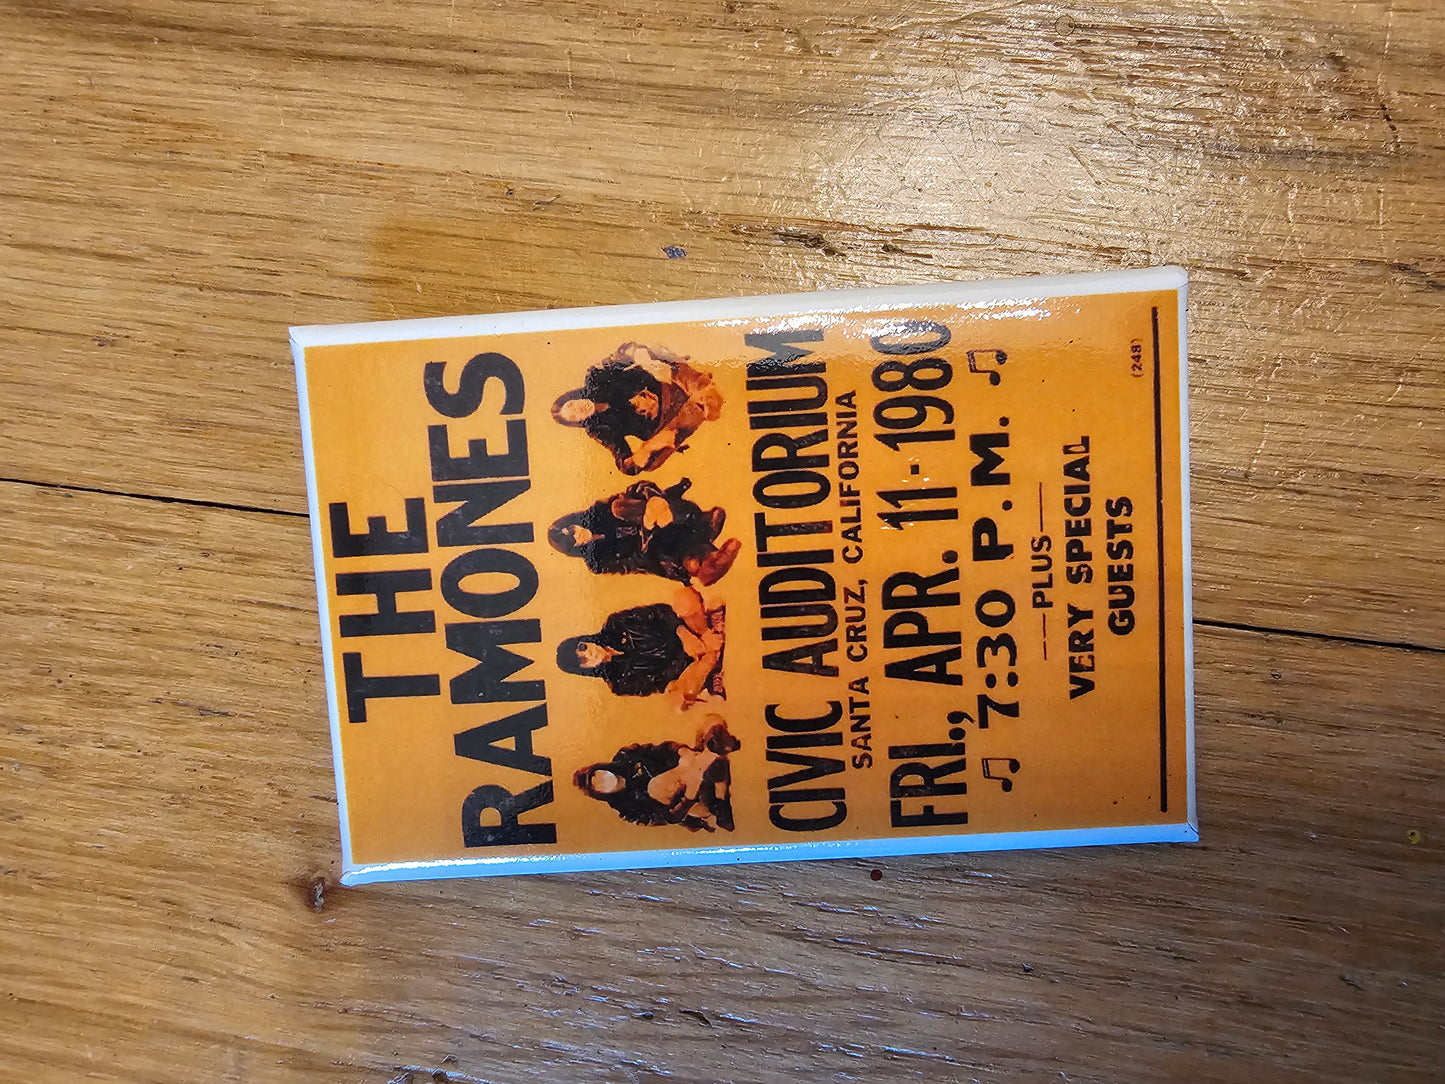 THE
RAMONES
CIVIC AUDITORIUM
SANTA CRUZ, CALIFORNIA
FRI., APR. 11-1980
♫ 7:30 P.M. ♫
—PLUS—
VERY SPECIAL
GUESTS
(248)